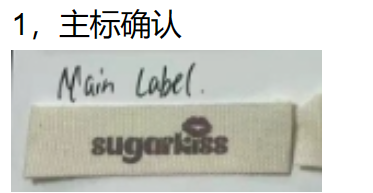 1，主标确认
Main Label.
sugarkiss